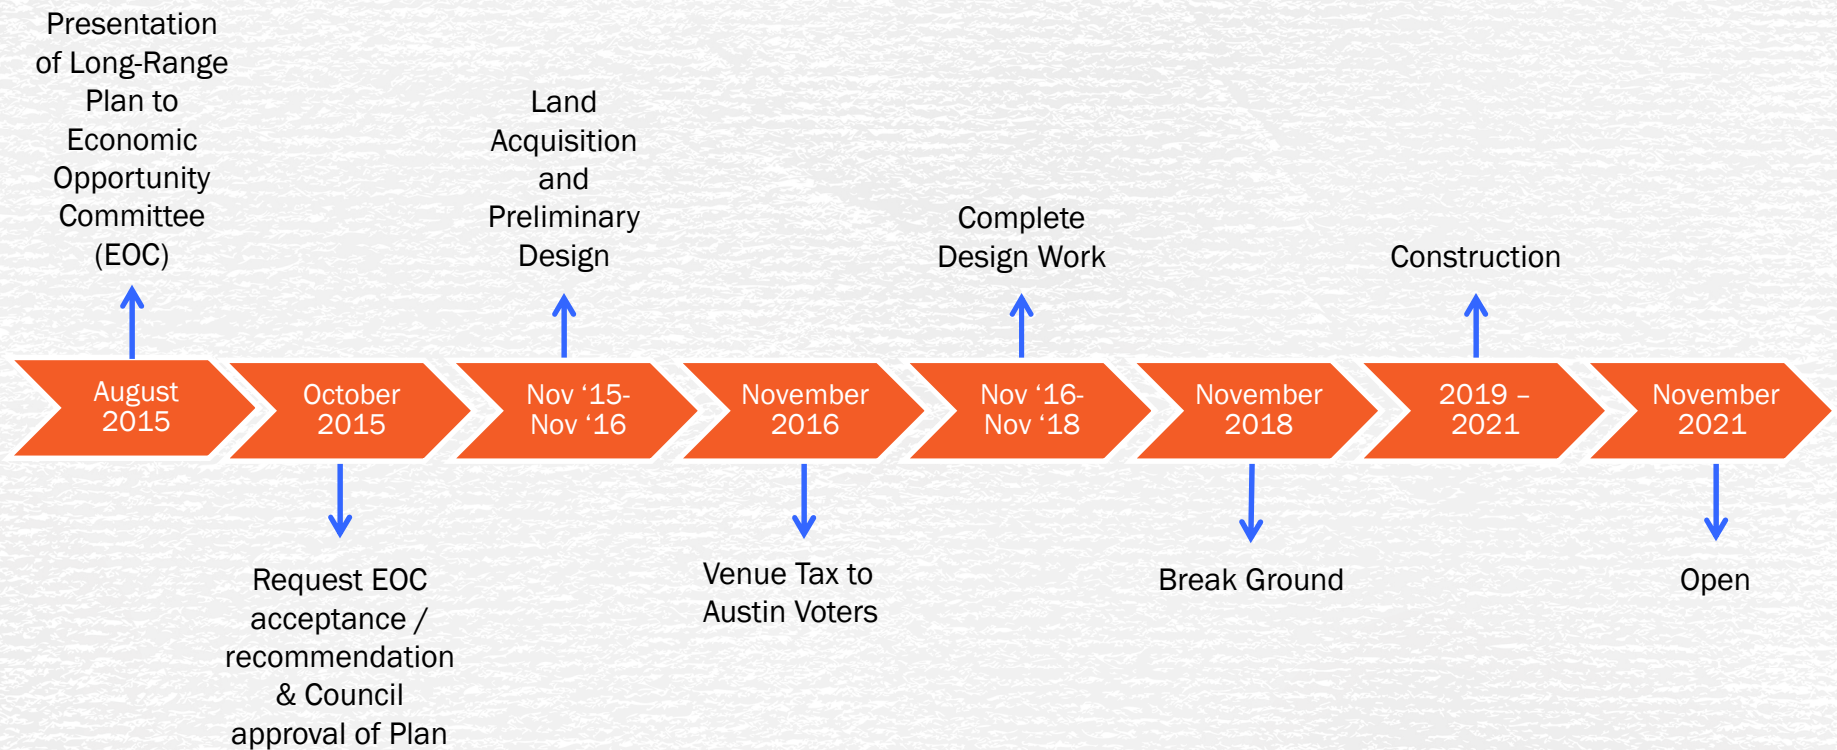 Presentation
of Long-Range
Plan to
Economic
Opportunity
Committee
(EOC)
Land
Acquisition
and
Preliminary
Design
Complete
Design Work
Construction
August
2015
October
2015
Nov ‘15-
Nov ‘16
November
2016
Nov ‘16-
Nov ‘18
November
2018
2019 –
2021
November
2021
Request EOC
acceptance /
recommendation
& Council
approval of Plan
Venue Tax to
Austin Voters
Break Ground
Open